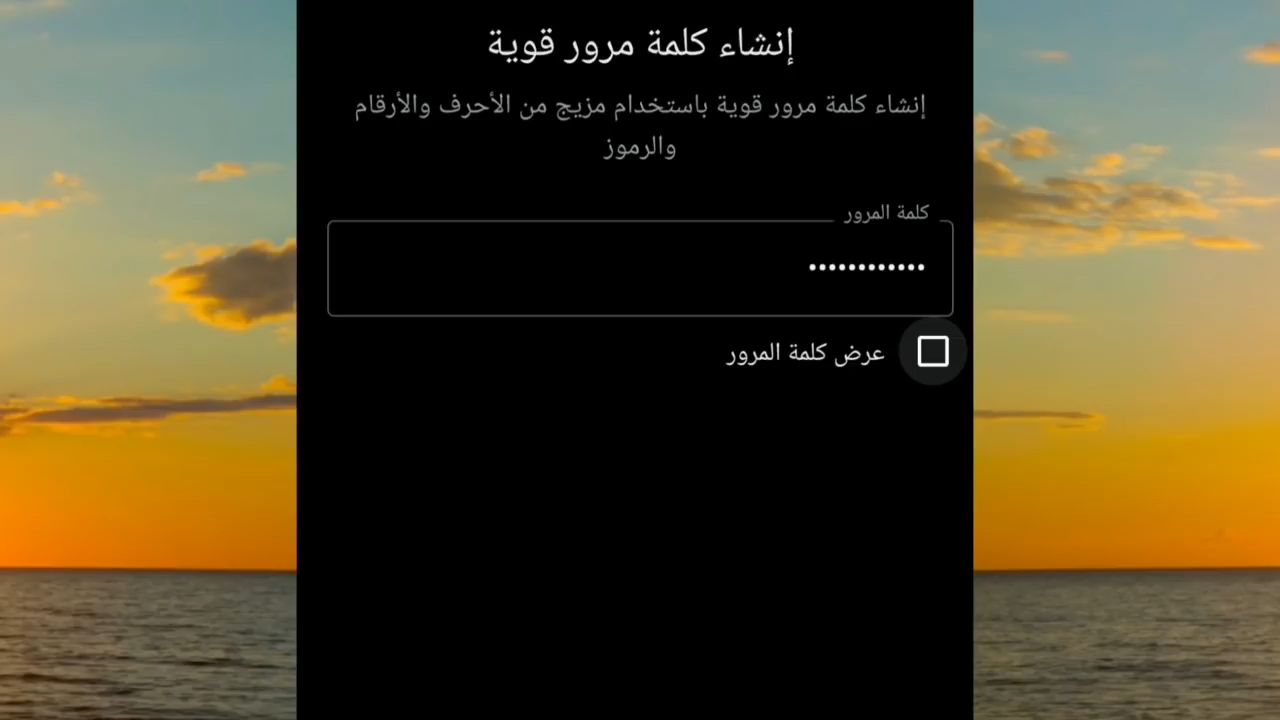 إنشاء كلمة مرور قوية
إنشاء كلمة مرور قوية باستخدام مزيج من الأحرف والأرقام
والرموز
كلمة المرور
••••••••••••
عرض كلمة المرور